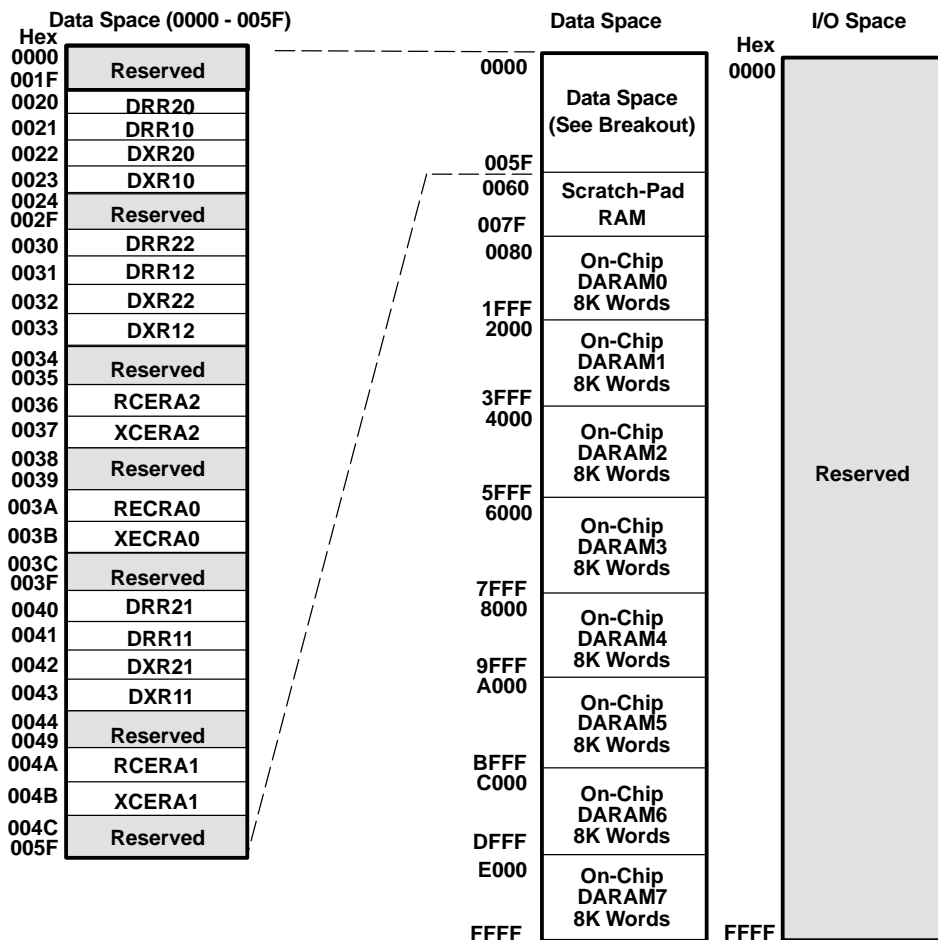 Data Space (0000 - 005F)
Hex
0000
001F
Reserved
0020
DRR20
0021
DRR10
0022
DXR20
0023
DXR10
0024
002F
Reserved
0030
DRR22
0031
DRR12
0032
DXR22
0033
DXR12
0034
0035
Reserved
0036
RCERA2
0037
XCERA2
0038
0039
Reserved
003A
RECRA0
003B
XECRA0
003C
003F
Reserved
0040
DRR21
0041
DRR11
0042
DXR21
0043
DXR11
0044
0049
Reserved
004A
RCERA1
004B
XCERA1
004C
005F
Reserved
Data Space
0000
Data Space
(See Breakout)
005F
0060
Scratch-Pad
RAM
007F
0080
On-Chip
DARAM0
8K Words
1FFF
2000
On-Chip
DARAM1
8K Words
3FFF
4000
On-Chip
DARAM2
8K Words
5FFF
6000
On-Chip
DARAM3
8K Words
7FFF
8000
On-Chip
DARAM4
8K Words
9FFF
A000
On-Chip
DARAM5
8K Words
BFFF
C000
On-Chip
DARAM6
8K Words
DFFF
E000
On-Chip
DARAM7
8K Words
FFFF
I/O Space
Hex
0000
Reserved
FFFF